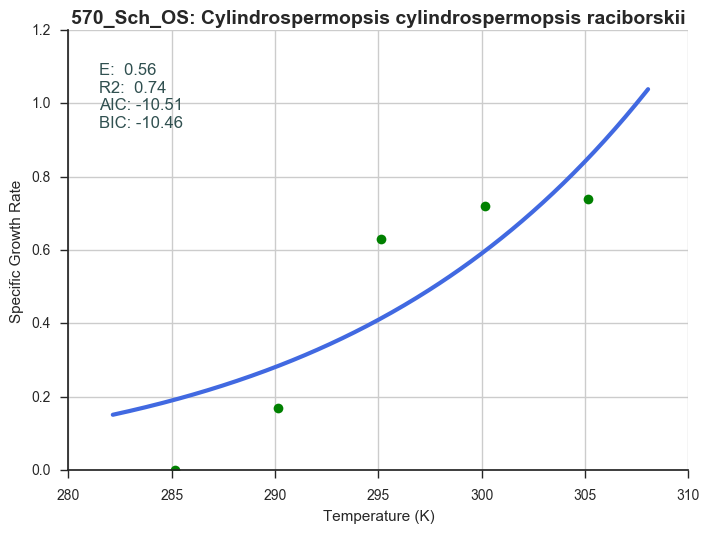 570_Sch_OS: Cylindrospermopsis cylindrospermopsis raciborskii
1.2
E:  0.56
R2:  0.74
AIC: -10.51
BIC: -10.46
1.0
0.8
0.6
0.4
0.2
0.0
Specific Growth Rate
280 285 290 295 300 305 310
Temperature (K)